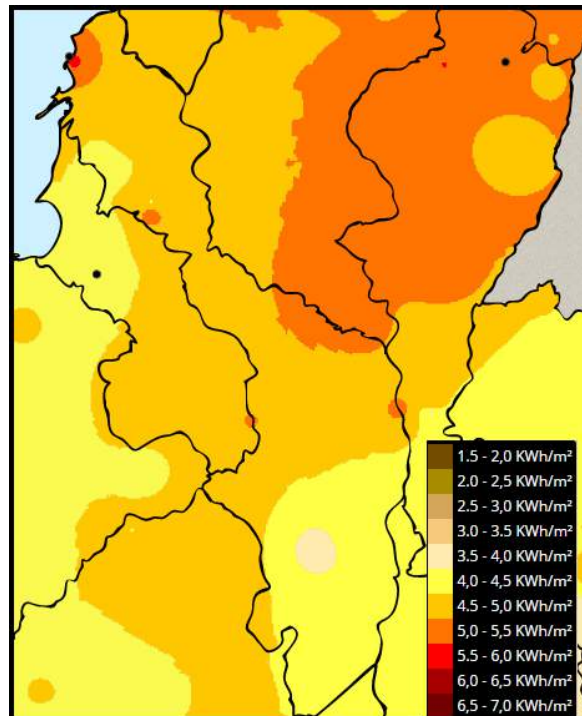 1.5 - 2,0 KWh/m²
2.0 - 2,5 KWh/m²
2.5 - 3,0 KWh/m²
3.0 - 3.5 KWh/m²
3.5 - 4,0 KWh/m²
4,0 - 4,5 KWh/m²
4.5 - 5,0 KWh/m²
5,0 - 5,5 KWh/m²
5.5 - 6,0 KWh/m²
6,0 - 6,5 KWh/m²
6,5 - 7,0 KWh/m²